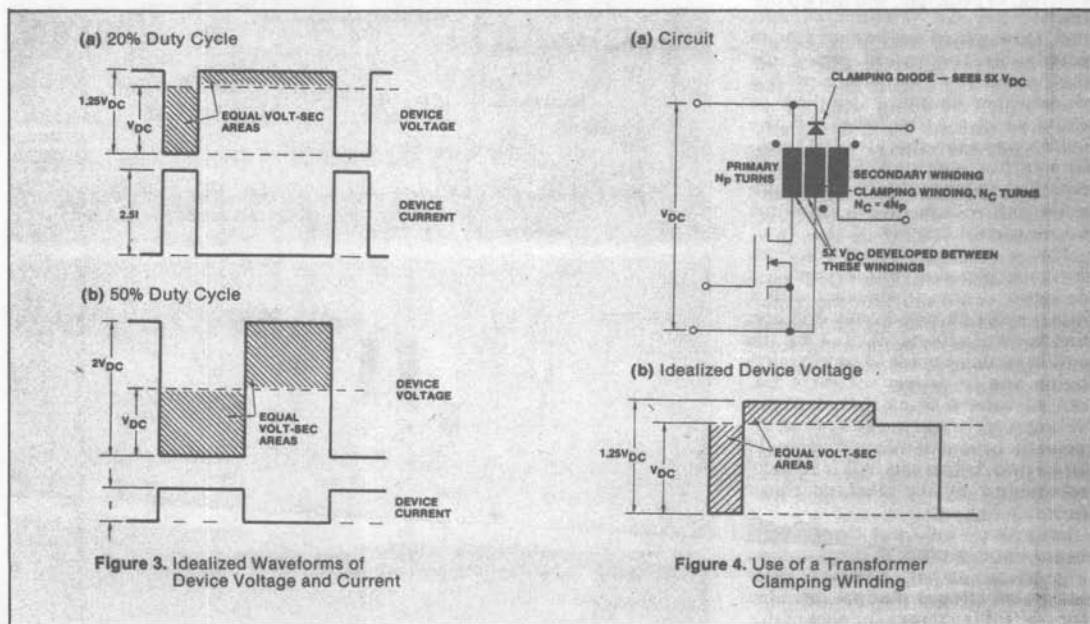 (a) 20% Duty Cycle
1.25VDC
VDC
EQUAL VOLT-SEC
AREAS
DEVICE
VOLTAGE
2.5I
DEVICE
CURRENT
(b) 50% Duty Cycle
2VDC
VDC
EQUAL
VOLT-SEC
AREAS
DEVICE
VOLTAGE
DEVICE
CURRENT
Figure 3. Idealized Waveforms of
Device Voltage and Current
(a) Circuit
CLAMPING DIODE — SEES 5X VDC
PRIMARY
NP TURNS
SECONDARY WINDING
CLAMPING WINDING, NC TURNS
NC = 4NP
VDC
5X VDC DEVELOPED BETWEEN
THESE WINDINGS
(b) Idealized Device Voltage
1.25VDC
VDC
EQUAL VOLT-SEC
AREAS
Figure 4. Use of a Transformer
Clamping Winding